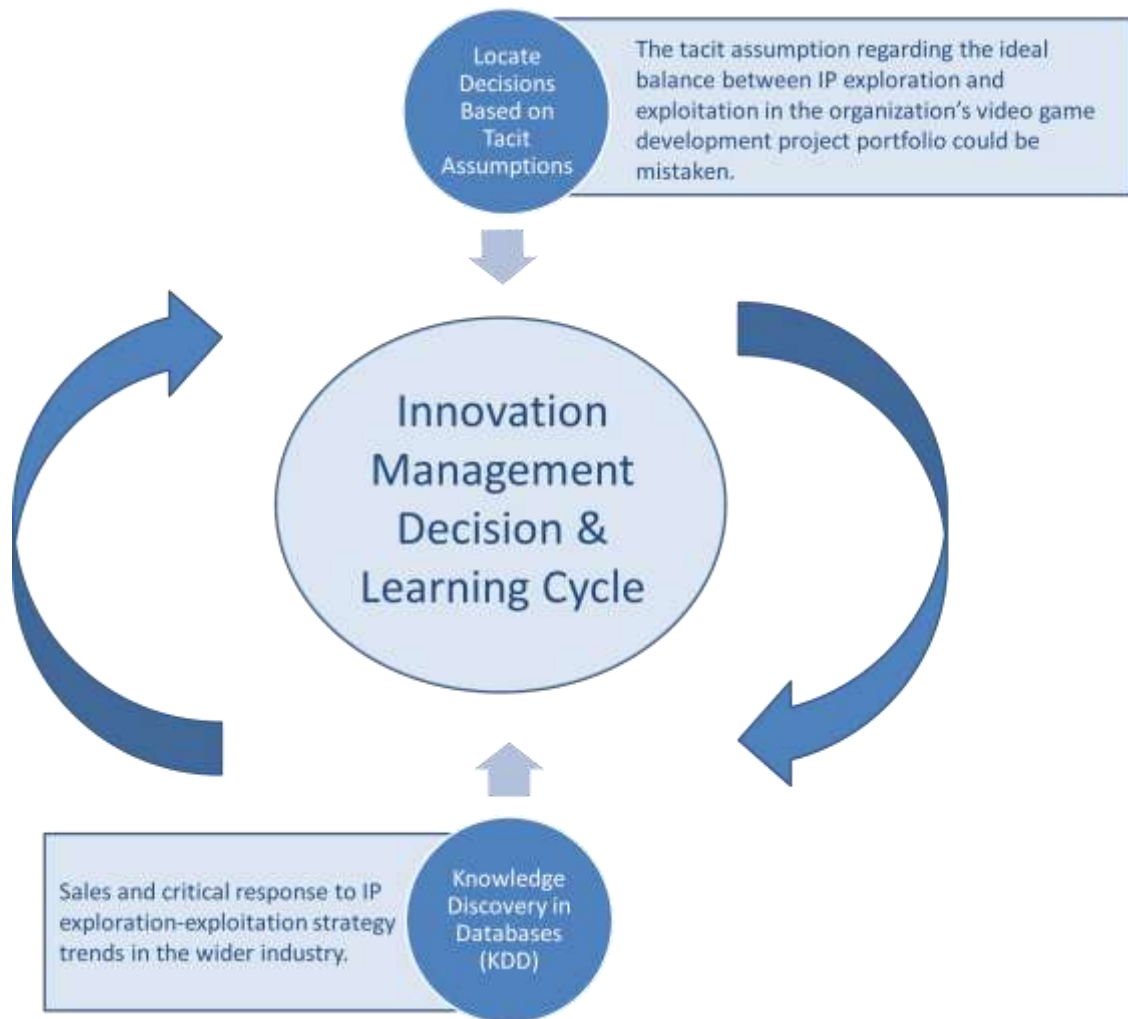 Locate
Decisions
Based on
Tacit
Assumptions
The tacit assumption regarding the ideal
balance between IP exploration and
exploitation in the organization's video game
development project portfolio could be
mistaken.
Innovation
Management
Decision &
Learning Cycle
Sales and critical response to IP
exploration-exploitation strategy
trends in the wider industry.
Knowledge
Discovery in
Databases
(KDD)